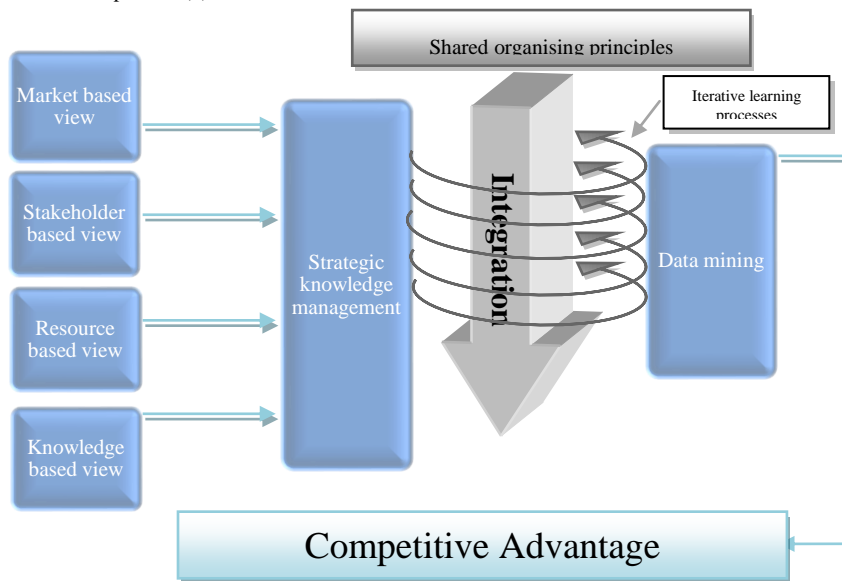 Shared organising principles
Market based
view
Iterative learning
processes
Stakeholder
based view
Strategic
knowledge
management
Integration
Data mining
Resource
based view
Knowledge
based view
Competitive Advantage